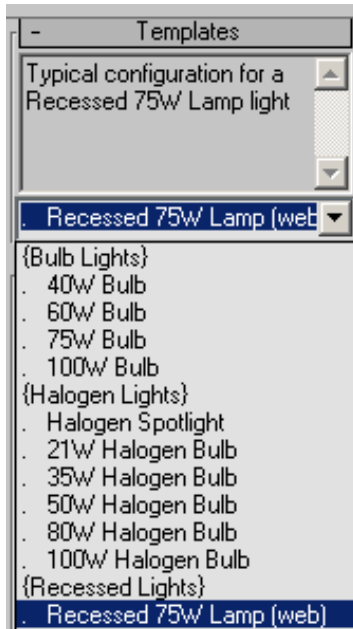 - Templates
Typical configuration for a
Recessed 75W Lamp light
. Recessed 75W Lamp (web
{Bulb Lights}
. 40W Bulb
. 60W Bulb
. 75W Bulb
. 100W Bulb
{Halogen Lights}
. Halogen Spotlight
. 21W Halogen Bulb
. 35W Halogen Bulb
. 50W Halogen Bulb
. 80W Halogen Bulb
. 100W Halogen Bulb
{Recessed Lights}
. Recessed 75W Lamp (web)